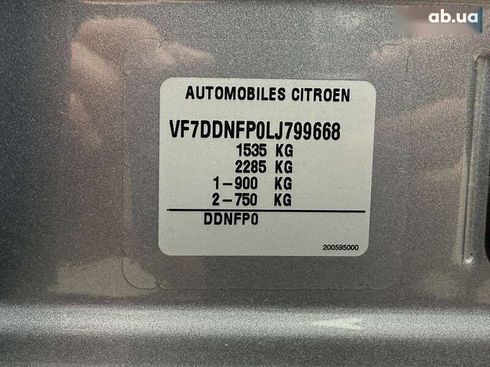 ab.ua
AUTOMOBILES CITROEN
VF7DDNFP0LJ799668
1535 KG
2285 KG
1-900 KG
2-750 KG
DDNFP0
200595000